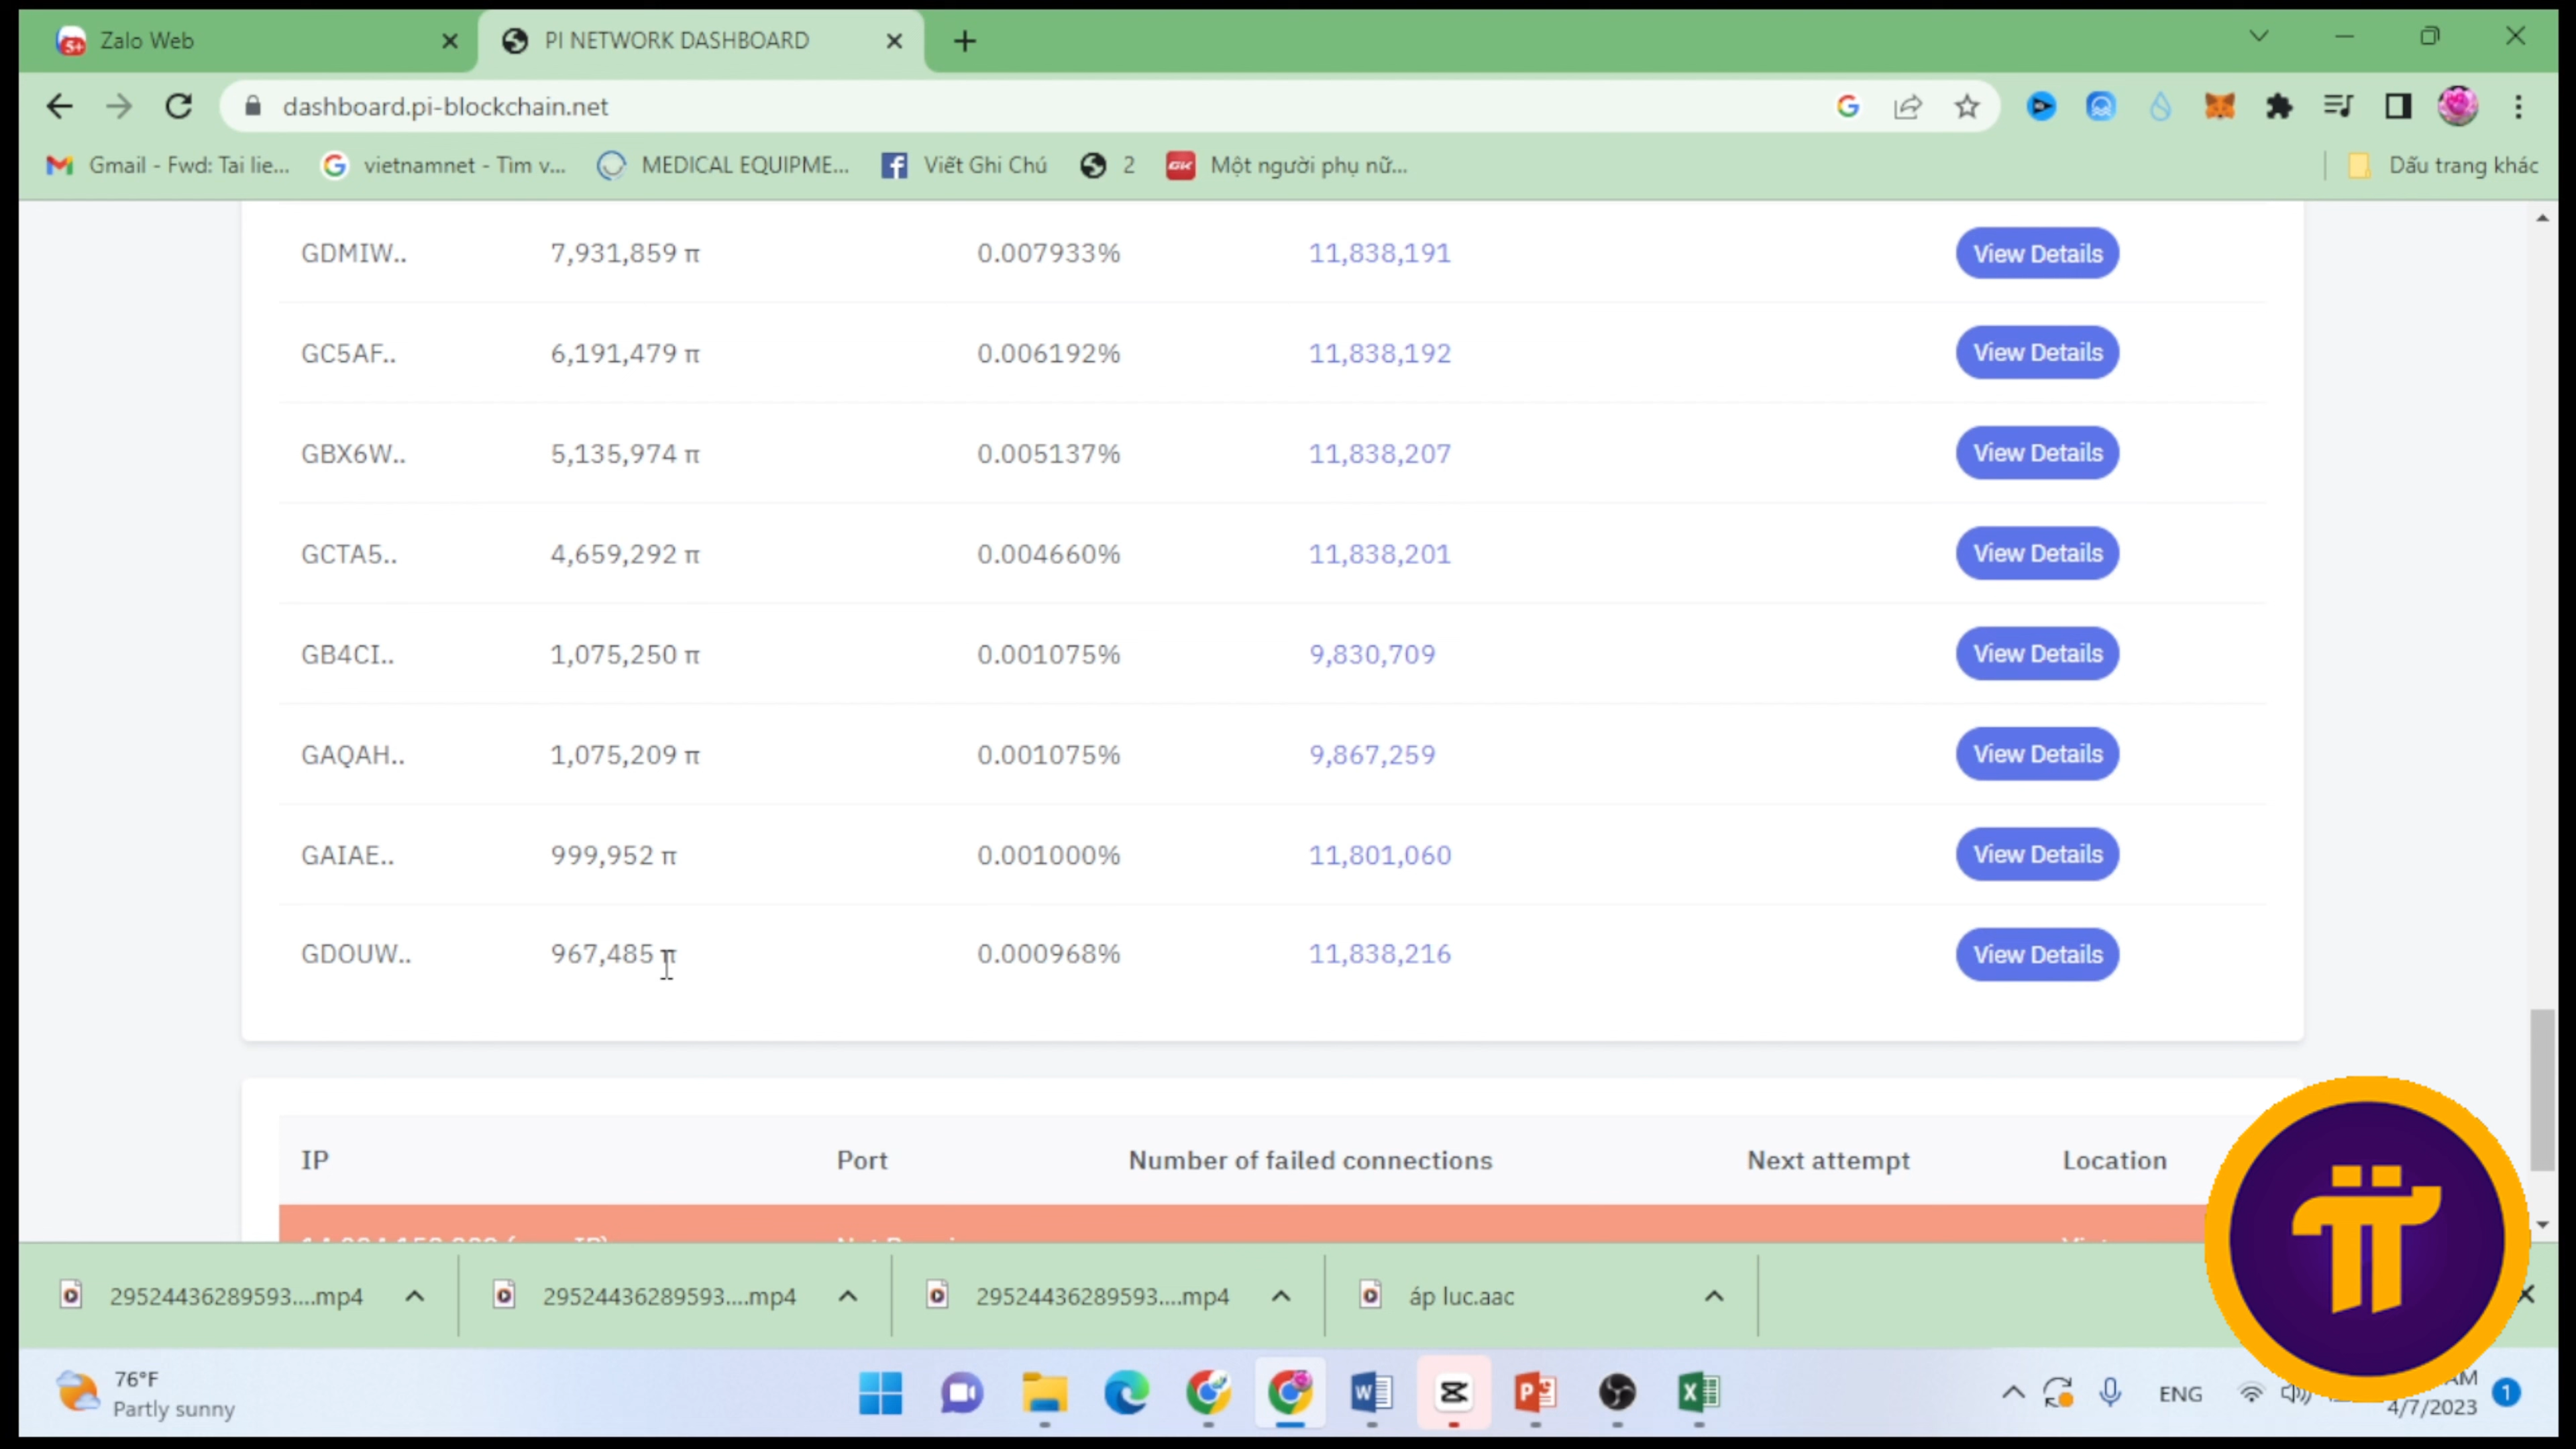 Zalo Web
PI NETWORK DASHBOARD
dashboard.pi-blockchain.net
Gmail - Fwd: Tai lie...
vietnamnet - Tìm v...
MEDICAL EQUIPME...
Viết Ghi Chú
2
Một người phụ nữ...
Dấu trang khác
GDMIW.. 7,931,859 π 0.007933% 11,838,191 View Details
GC5AF.. 6,191,479 π 0.006192% 11,838,192 View Details
GBX6W.. 5,135,974 π 0.005137% 11,838,207 View Details
GCTA5.. 4,659,292 π 0.004660% 11,838,201 View Details
GB4CI.. 1,075,250 π 0.001075% 9,830,709 View Details
GAQAH.. 1,075,209 π 0.001075% 9,867,259 View Details
GAIAE.. 999,952 π 0.001000% 11,801,060 View Details
GDOUW.. 967,485 π 0.000968% 11,838,216 View Details
IP Port Number of failed connections Next attempt Location
29524436289593....mp4
29524436289593....mp4
29524436289593....mp4
áp luc.aac
76°F
Partly sunny
ENG
AM
4/7/2023
1